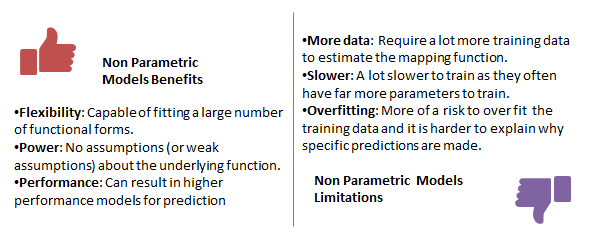 Non Parametric
Models Benefits
•Flexibility: Capable of fitting a large number
of functional forms.
•Power: No assumptions (or weak
assumptions) about the underlying function.
•Performance: Can result in higher
performance models for prediction
•More data: Require a lot more training data
to estimate the mapping function.
•Slower: A lot slower to train as they often
have far more parameters to train.
•Overfitting: More of a risk to over fit the
training data and it is harder to explain why
specific predictions are made.
Non Parametric Models
Limitations